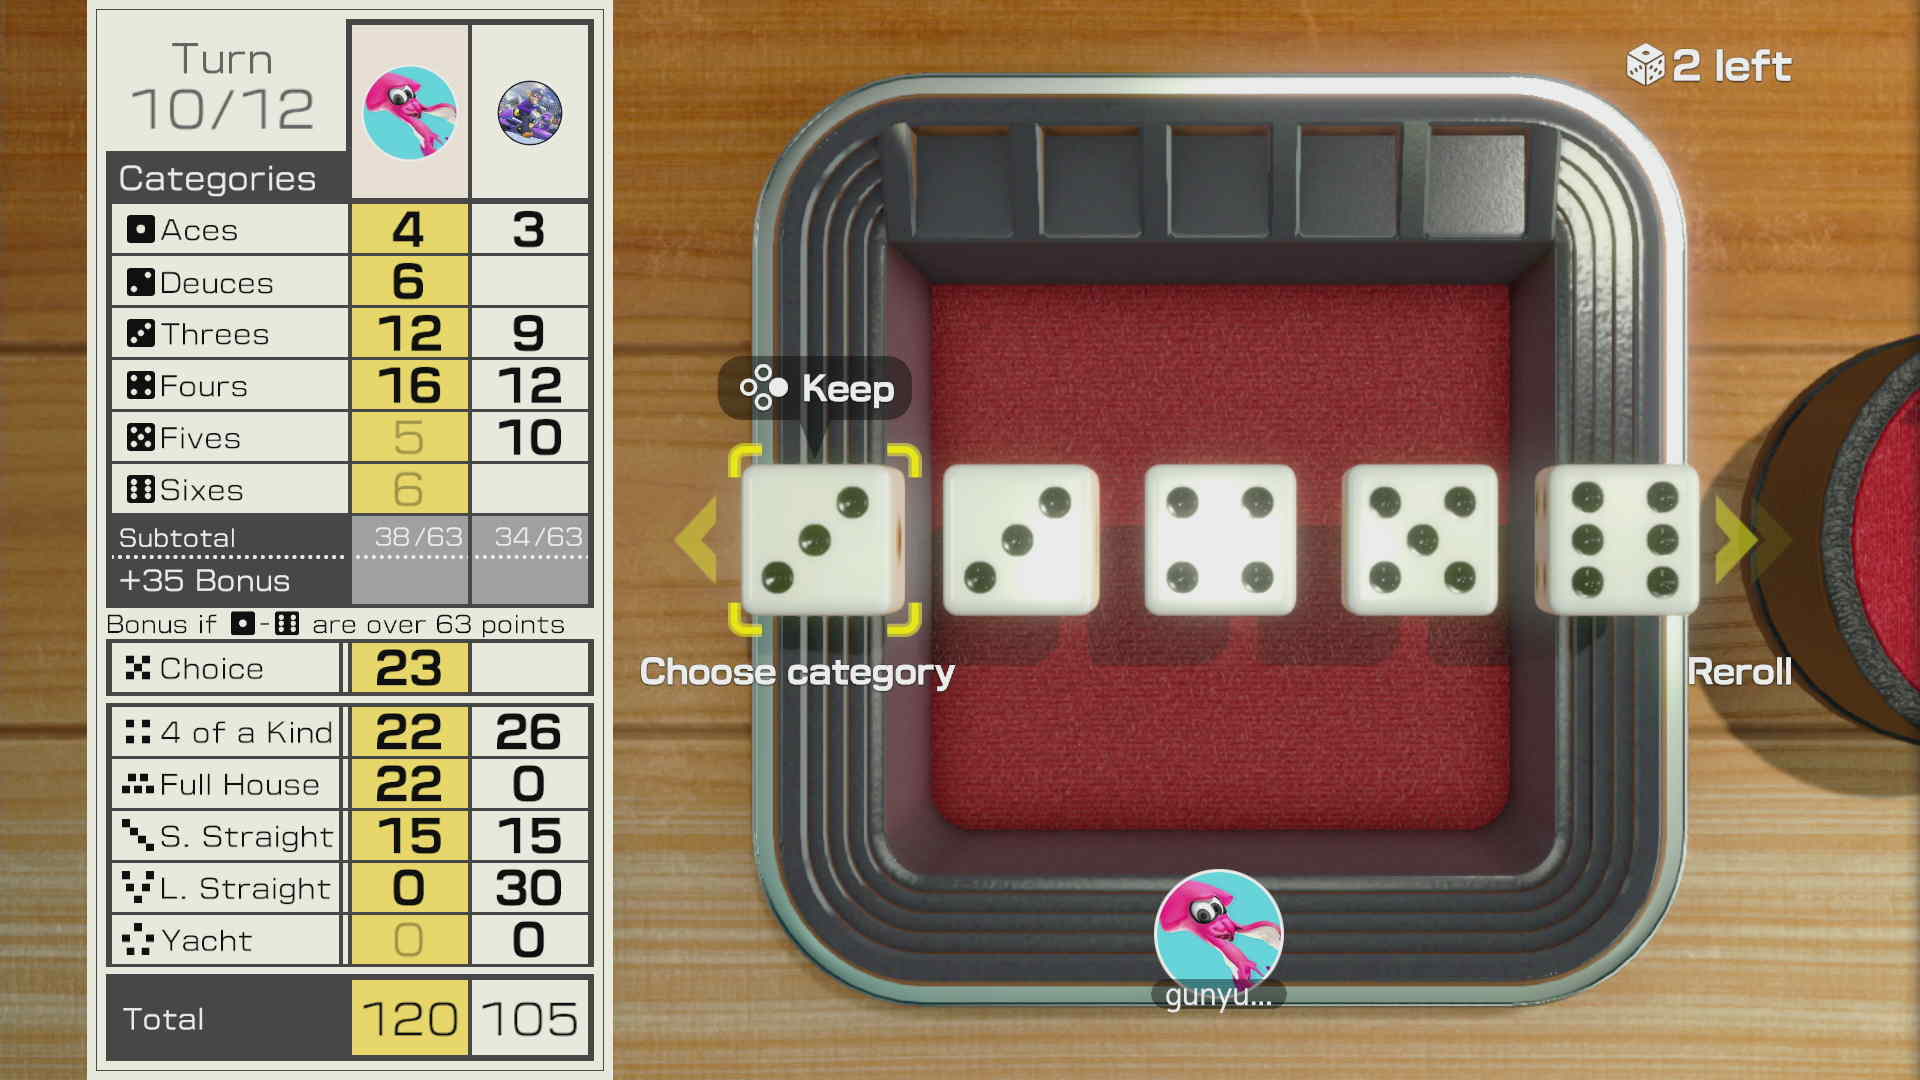 Turn
10/12
Categories
Aces 4 3
Deuces 6
Threes 12 9
Fours 16 12
Fives 5 10
Sixes 6
Subtotal 38/63 34/63
+35 Bonus
Bonus if - are over 63 points
Choice 23
4 of a Kind 22 26
Full House 22 0
S. Straight 15 15
L. Straight 0 30
Yacht 0 0
Total 120 105
2 left
Keep
Choose category
Reroll
gunyu...